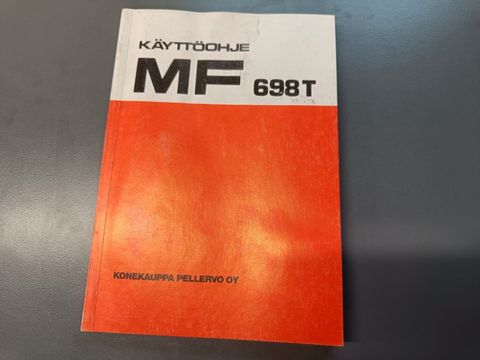 KÄYTTÖOHJE
MF 698T
KONEKAUPPA PELLERVO OY